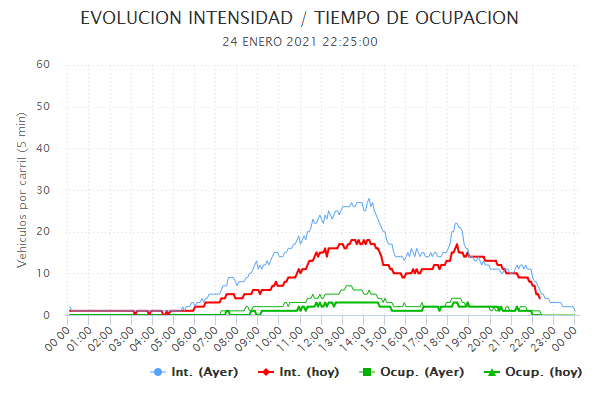 EVOLUCION INTENSIDAD / TIEMPO DE OCUPACION
24 ENERO 2021 22:25:00
Vehiculos por carril (5 min)
60
50
40
30
20
10
0
00:00 01:00 02:00 03:00 04:00 05:00 06:00 07:00 08:00 09:00 10:00 11:00 12:00 13:00 14:00 15:00 16:00 17:00 18:00 19:00 20:00 21:00 22:00 23:00 00:00
Int. (Ayer) Int. (hoy) Ocup. (Ayer) Ocup. (hoy)